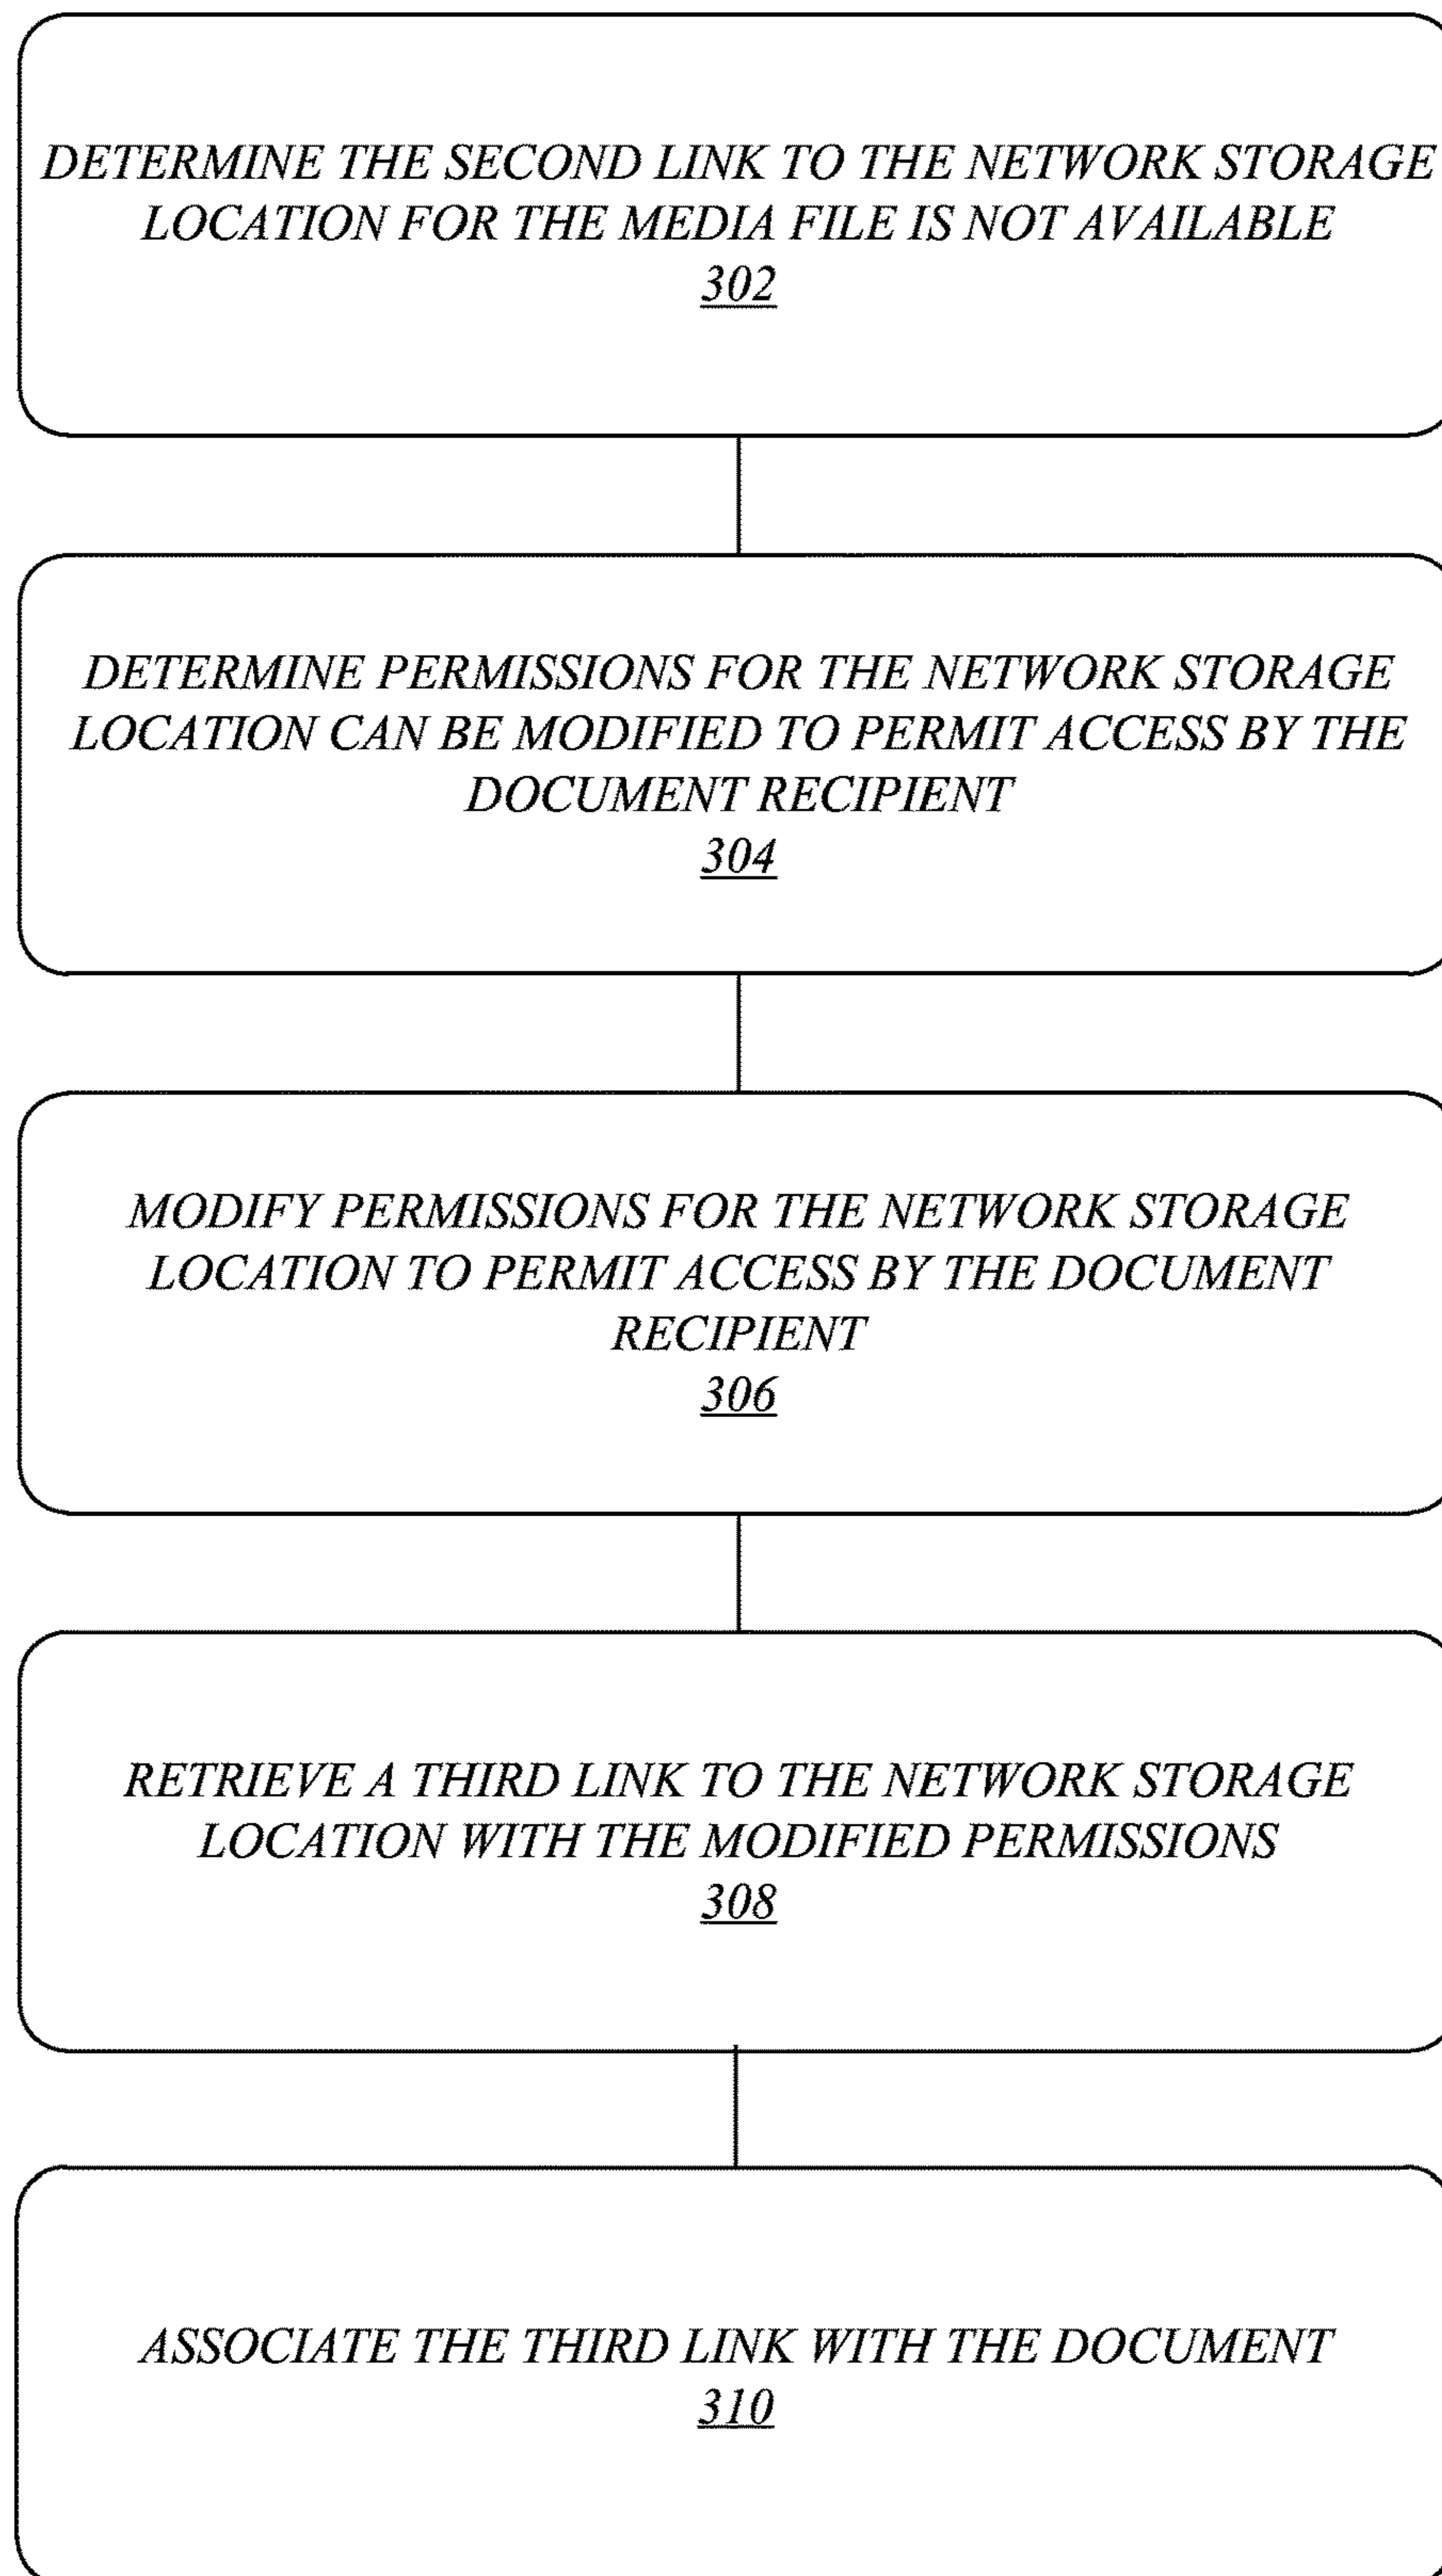 DETERMINE THE SECOND LINK TO THE NETWORK STORAGE
LOCATION FOR THE MEDIA FILE IS NOT AVAILABLE
302
DETERMINE PERMISSIONS FOR THE NETWORK STORAGE
LOCATION CAN BE MODIFIED TO PERMIT ACCESS BY THE
DOCUMENT RECIPIENT
304
MODIFY PERMISSIONS FOR THE NETWORK STORAGE
LOCATION TO PERMIT ACCESS BY THE DOCUMENT
RECIPIENT
306
RETRIEVE A THIRD LINK TO THE NETWORK STORAGE
LOCATION WITH THE MODIFIED PERMISSIONS
308
ASSOCIATE THE THIRD LINK WITH THE DOCUMENT
310